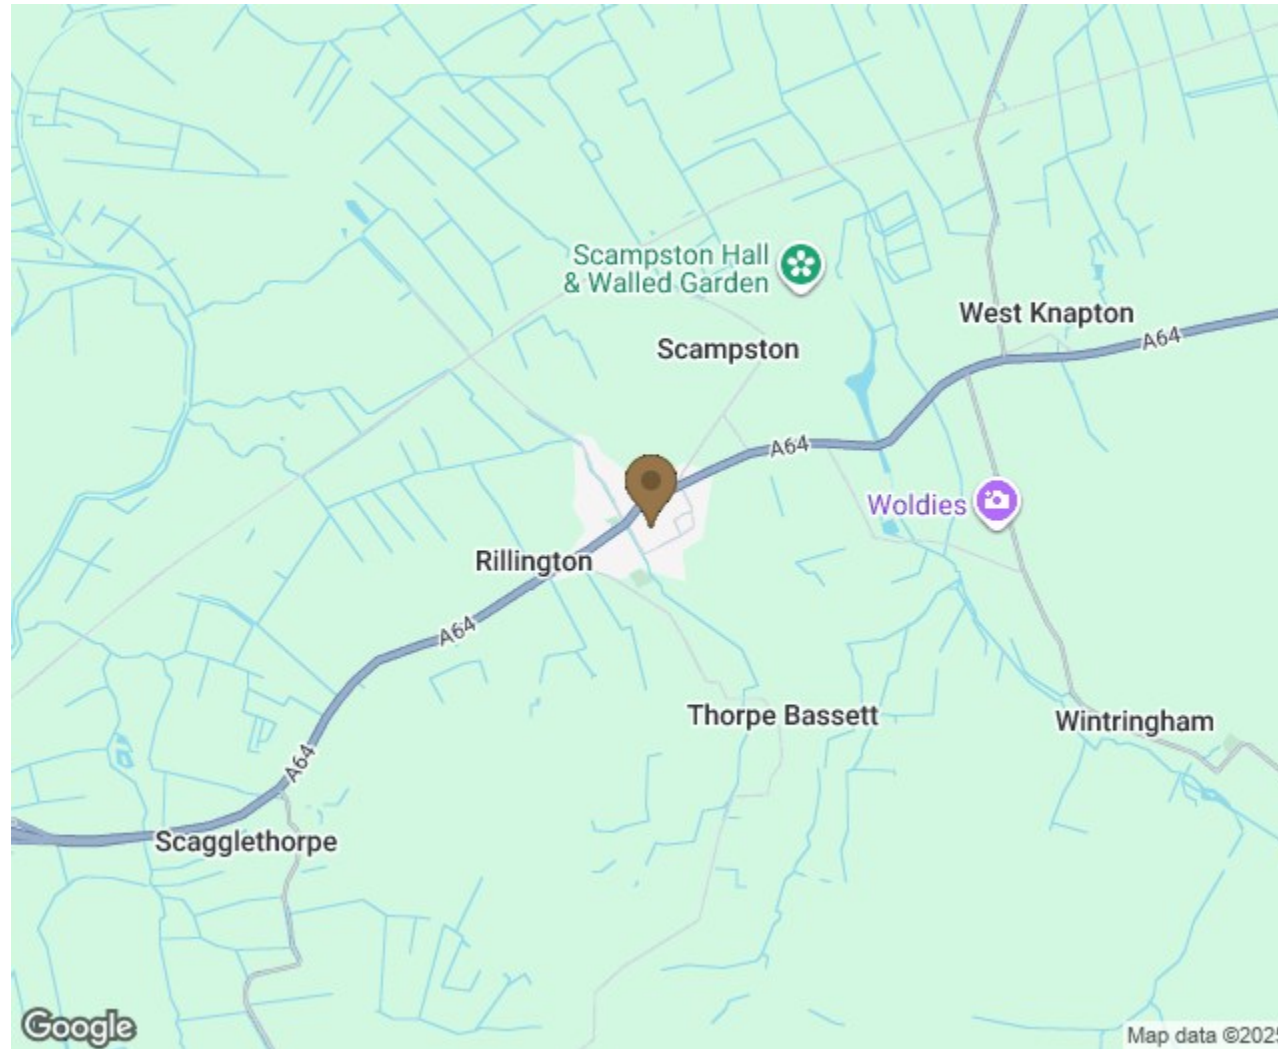 Scampston Hall
& Walled Garden
West Knapton
A64
Scampston
A64
Woldies
Rillington
A64
Thorpe Bassett
Wintringham
A64
Scagglethorpe
Google
Map data ©2025